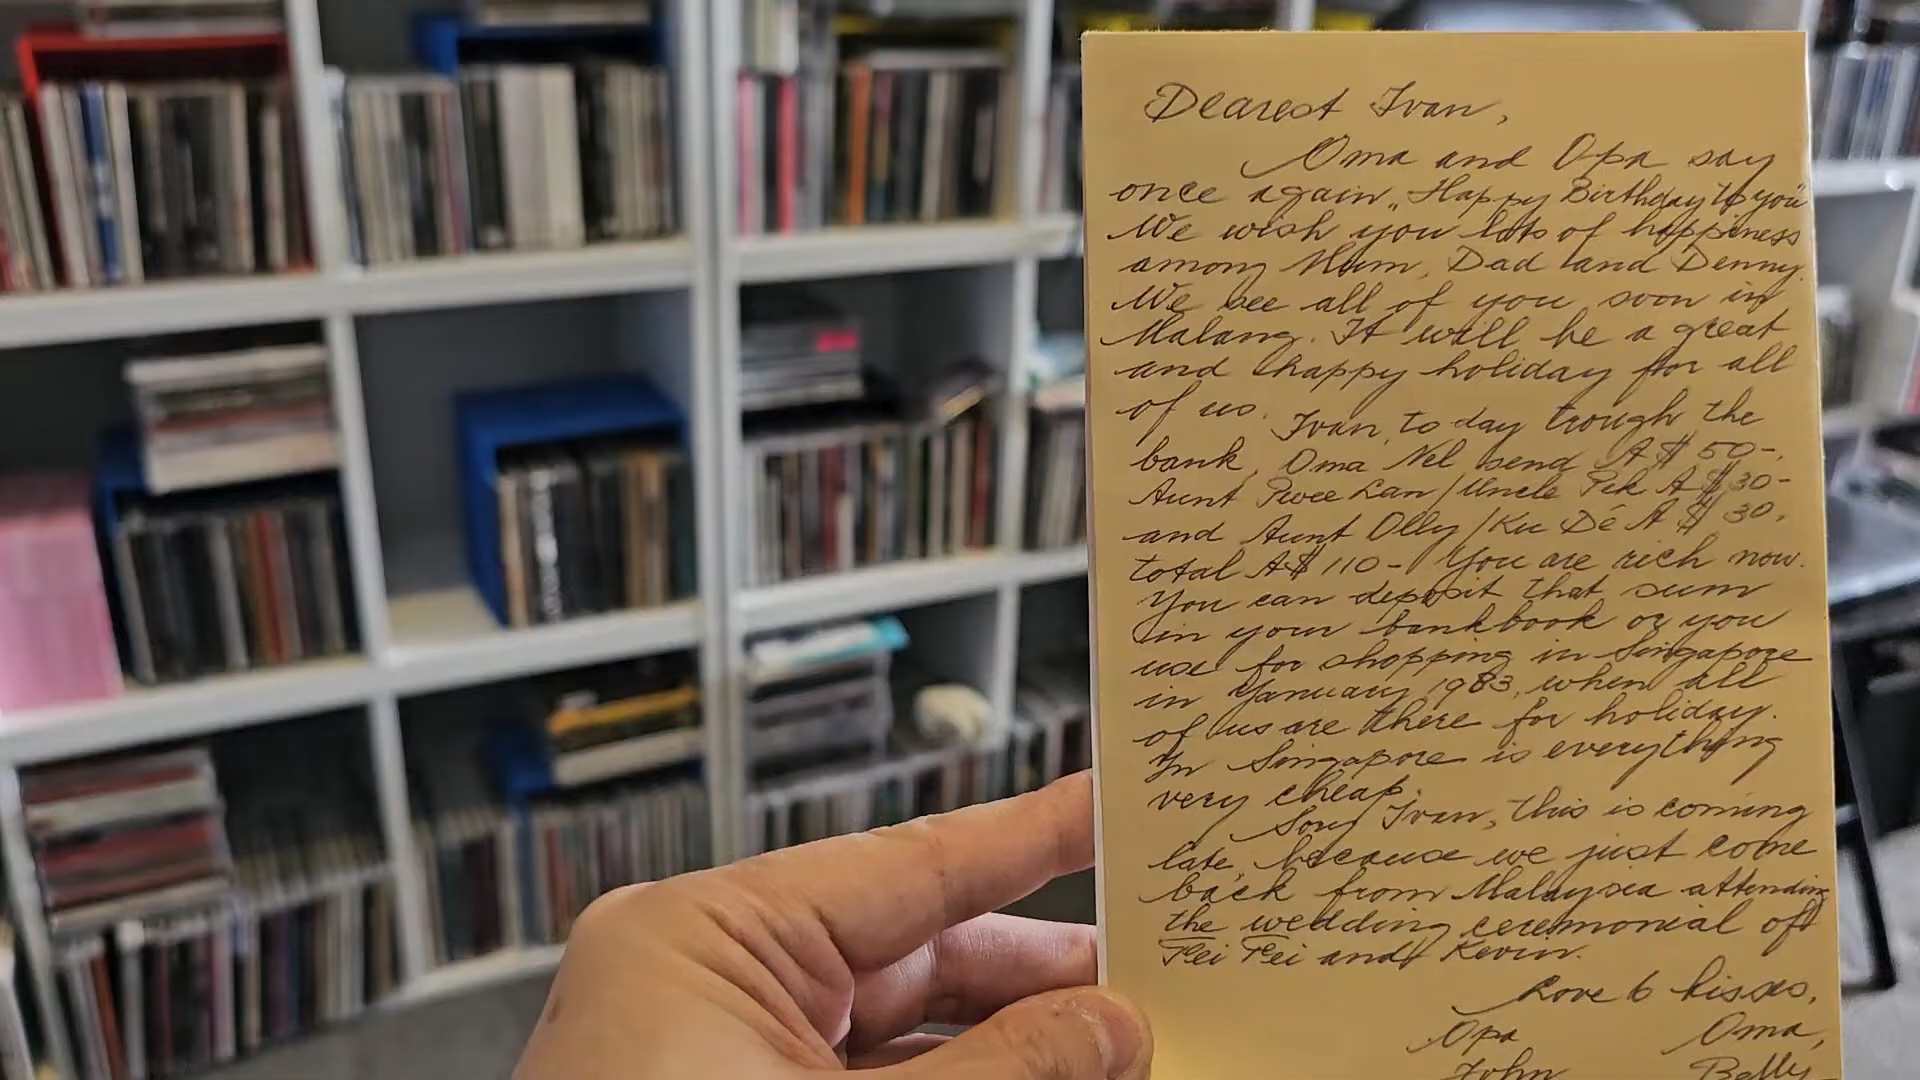 Dearest Ivan,
Oma and Opa say
once again „Happy Birthday to you"
We wish you lots of happiness
among Mum, Dad and Denny.
We see all of you soon in
Malang. It will be a great
and happy holiday for all
of us.
Ivan, to day trough the
bank, Oma Nel send A$ 50-,
Aunt Swee Lan/Uncle Pek A$ 30-
and Aunt Olly/Ku Dé A$ 30,
total A$ 110- You are rich now.
You can deposit that sum
in your bankbook or you
use for shopping in Singapore
in Yanuary 1983, when all
of us are there for holiday.
In Singapore is everything
very cheap.
Sory Ivan, this is coming
late, because we just come
back from Malaysia attending
the wedding ceremonial of
Fei Fei and Kevin.
Love 6 kisses,
Opa Oma,
John Betty